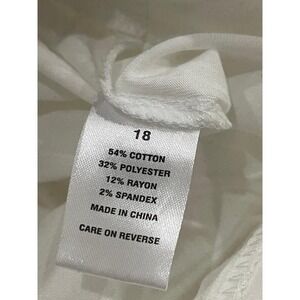 18
54% COTTON
32% POLYESTER
12% RAYON
2% SPANDEX
MADE IN CHINA
CARE ON REVERSE